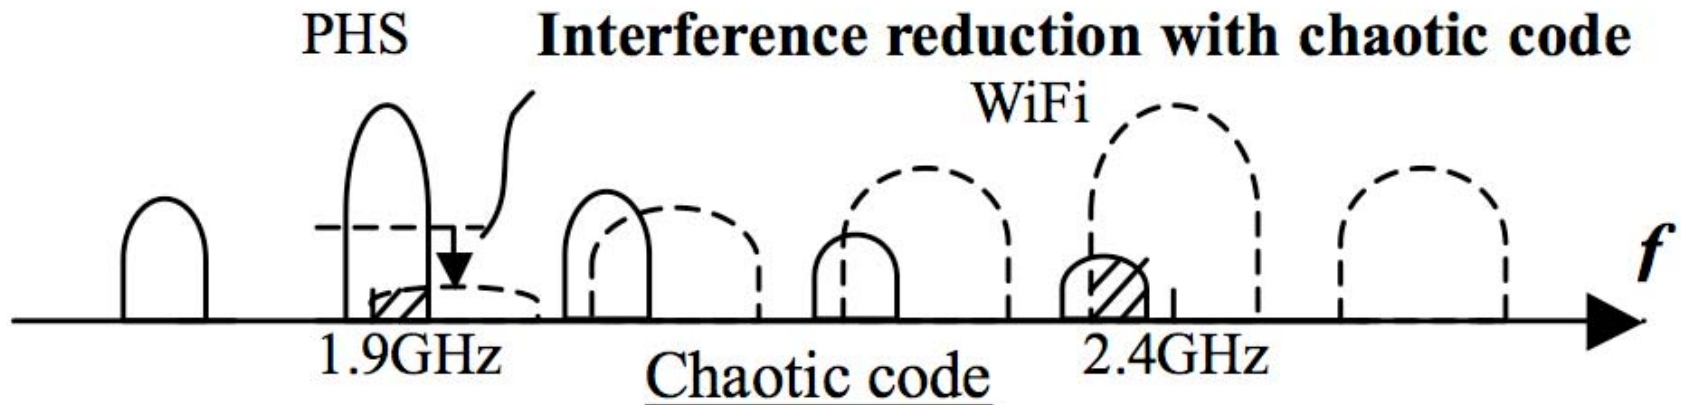 PHS
Interference reduction with chaotic code
WiFi
f
1.9GHz
2.4GHz
Chaotic code